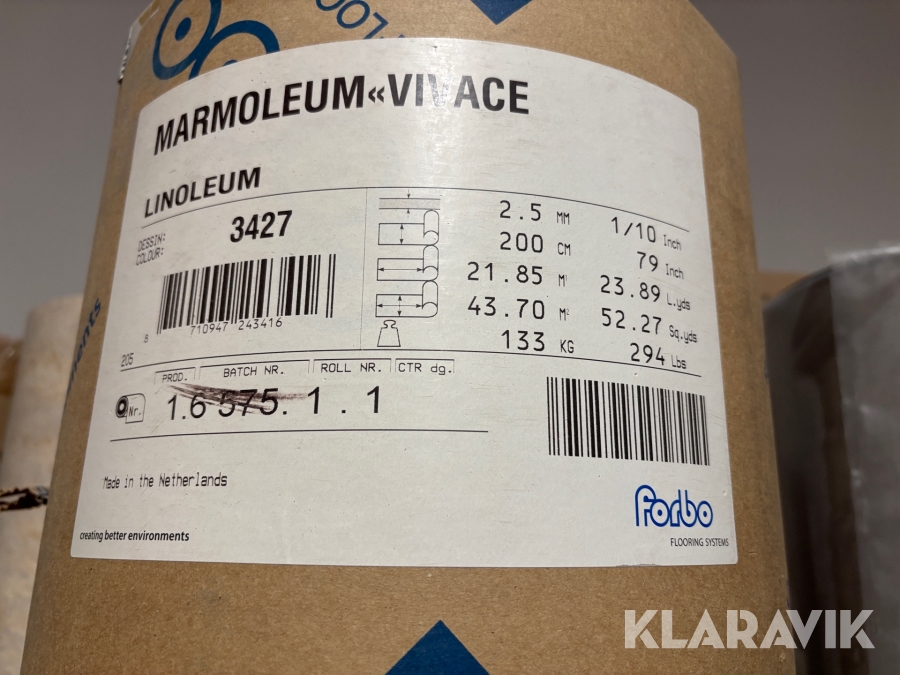 MARMOLEUM«VIVACE
LINOLEUM
DESSIN:
COLOUR:
3427
2.5 MM 1/10 Inch
200 CM 79 Inch
21.85 M¹ 23.89 L.yds
43.70 M² 52.27 Sq.yds
133 KG 294 Lbs
8 710947 243416
205
PROD. BATCH NR. ROLL NR. CTR dg.
Nr. 1.6 575. 1 . 1
Made in the Netherlands
creating better environments
forbo
FLOORING SYSTEMS
KLARAVIK